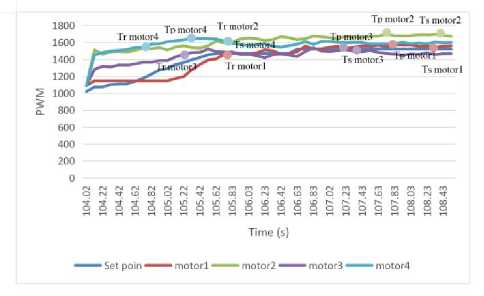 1800
1600
1400
1200
1000
800
600
400
200
0
PWM
Tr motor4
Tp motor4
Tr motor2
Ts motor4
Tp motor3
Tp motor2
Ts motor2
Tr motor3
Tr motor1
Ts motor3
Tp motor1
Ts motor1
104.02
104.22
104.42
104.62
104.82
105.02
105.22
105.42
105.62
105.83
106.03
106.23
106.43
106.63
106.83
107.03
107.23
107.43
107.63
107.83
108.03
108.23
108.43
Time (s)
Set poin motor1 motor2 motor3 motor4